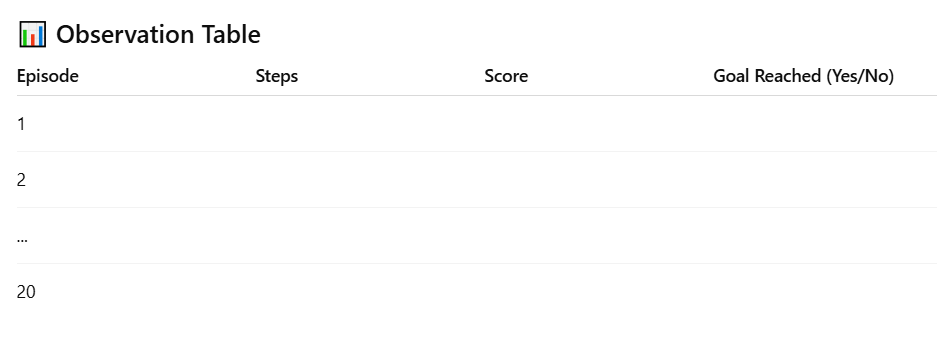 📊 Observation Table
Episode Steps Score Goal Reached (Yes/No)
1
2
...
20